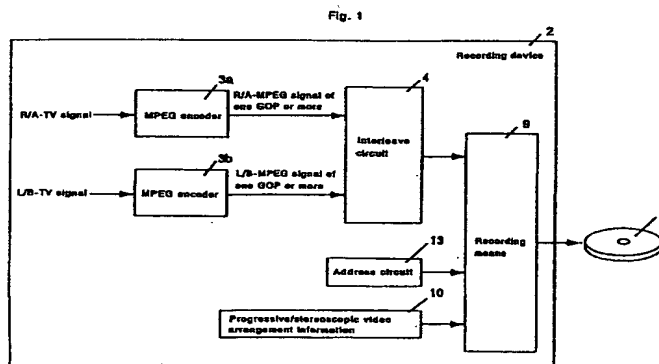 Fig. 1
2
Recording device
3a
R/A-TV signal
MPEG encoder
R/A-MPEG signal of
one GOP or more
4
Interleave
circuit
3b
L/B-TV signal
MPEG encoder
L/B-MPEG signal of
one GOP or more
9
Recording
means
13
Address circuit
10
Progressive/stereoscopic video
arrangement information